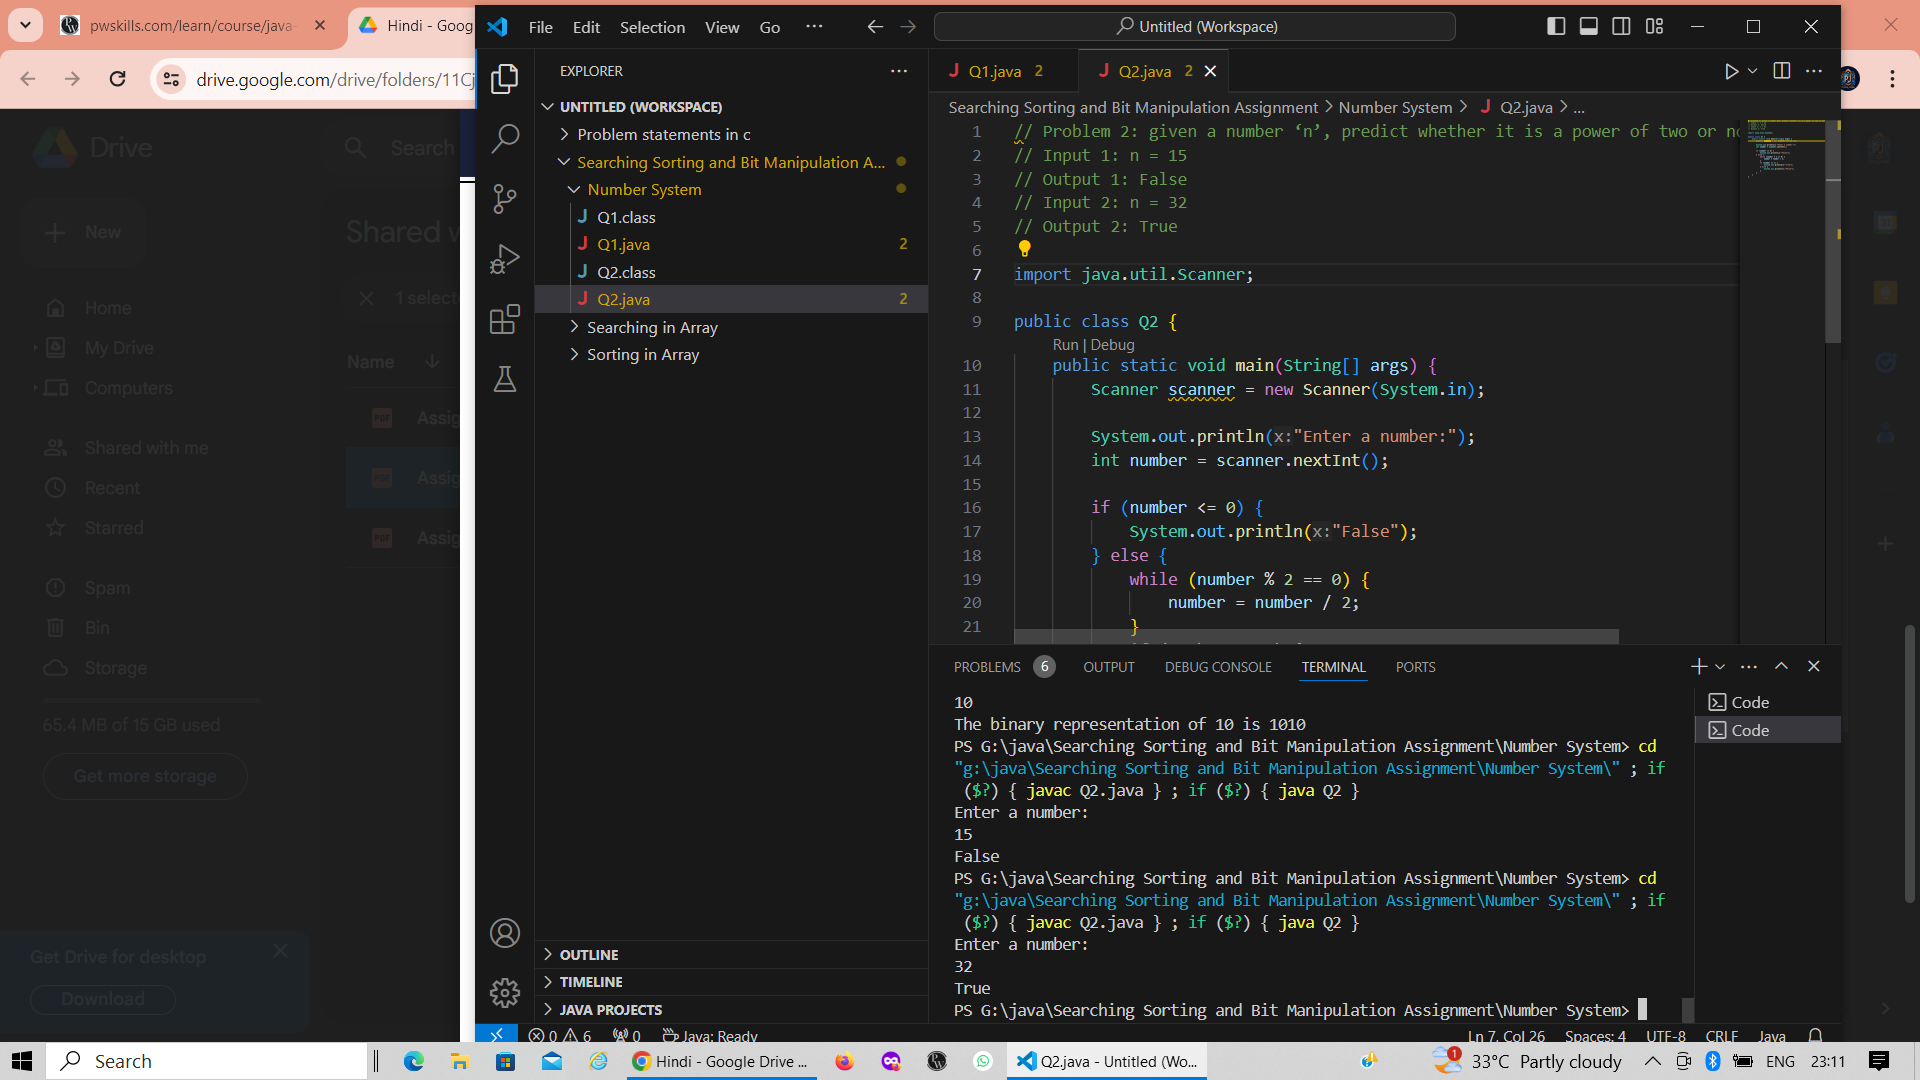 pwskills.com/learn/course/java-
Hindi - Goog
drive.google.com/drive/folders/11Cj
Drive
Search
New
Shared w
1 select
Home
My Drive
Computers
Name
Assig
Shared with me
Assig
Recent
Starred
Assig
Spam
Bin
Storage
65.4 MB of 15 GB used
Get more storage
Get Drive for desktop
Download
File Edit Selection View Go ...
Untitled (Workspace)
EXPLORER
UNTITLED (WORKSPACE)
Problem statements in c
Searching Sorting and Bit Manipulation A...
Number System
Q1.class
Q1.java 2
Q2.class
Q2.java 2
Searching in Array
Sorting in Array
OUTLINE
TIMELINE
JAVA PROJECTS
Q1.java 2
Q2.java 2
Searching Sorting and Bit Manipulation Assignment > Number System > Q2.java > ...
1 // Problem 2: given a number ‘n’, predict whether it is a power of two or no
2 // Input 1: n = 15
3 // Output 1: False
4 // Input 2: n = 32
5 // Output 2: True
6
7 import java.util.Scanner;
8
9 public class Q2 {
Run | Debug
10 public static void main(String[] args) {
11 Scanner scanner = new Scanner(System.in);
12
13 System.out.println(x:"Enter a number:");
14 int number = scanner.nextInt();
15
16 if (number <= 0) {
17 System.out.println(x:"False");
18 } else {
19 while (number % 2 == 0) {
20 number = number / 2;
21 }
PROBLEMS 6 OUTPUT DEBUG CONSOLE TERMINAL PORTS
10
The binary representation of 10 is 1010
PS G:\java\Searching Sorting and Bit Manipulation Assignment\Number System> cd
"g:\java\Searching Sorting and Bit Manipulation Assignment\Number System\" ; if
($?) { javac Q2.java } ; if ($?) { java Q2 }
Enter a number:
15
False
PS G:\java\Searching Sorting and Bit Manipulation Assignment\Number System> cd
"g:\java\Searching Sorting and Bit Manipulation Assignment\Number System\" ; if
($?) { javac Q2.java } ; if ($?) { java Q2 }
Enter a number:
32
True
PS G:\java\Searching Sorting and Bit Manipulation Assignment\Number System>
Code
Code
0 6 0 Java: Ready
Ln 7, Col 26 Spaces: 4 UTF-8 CRLF Java
Search
Hindi - Google Drive ...
Q2.java - Untitled (Wo...
1 33°C Partly cloudy
ENG 23:11